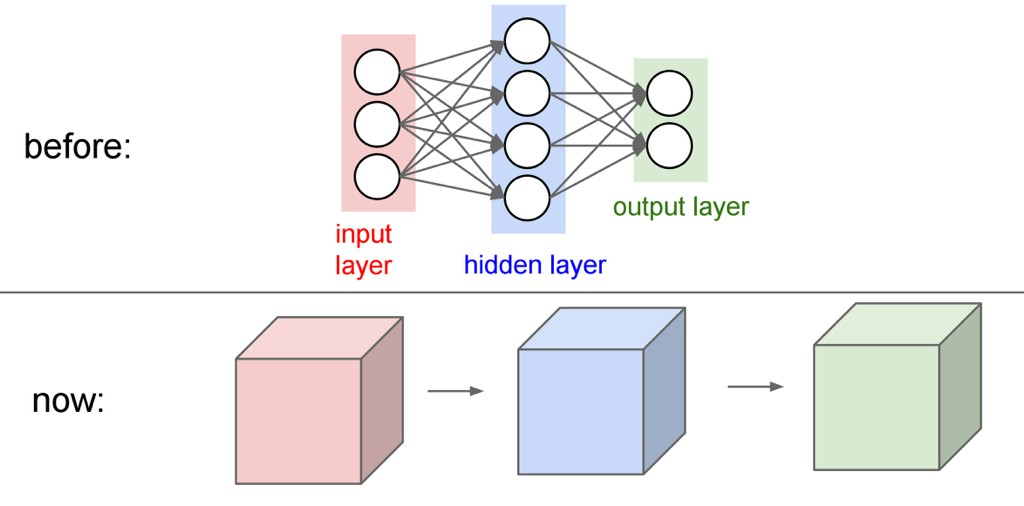 before:
input
layer
hidden layer
output layer
now: